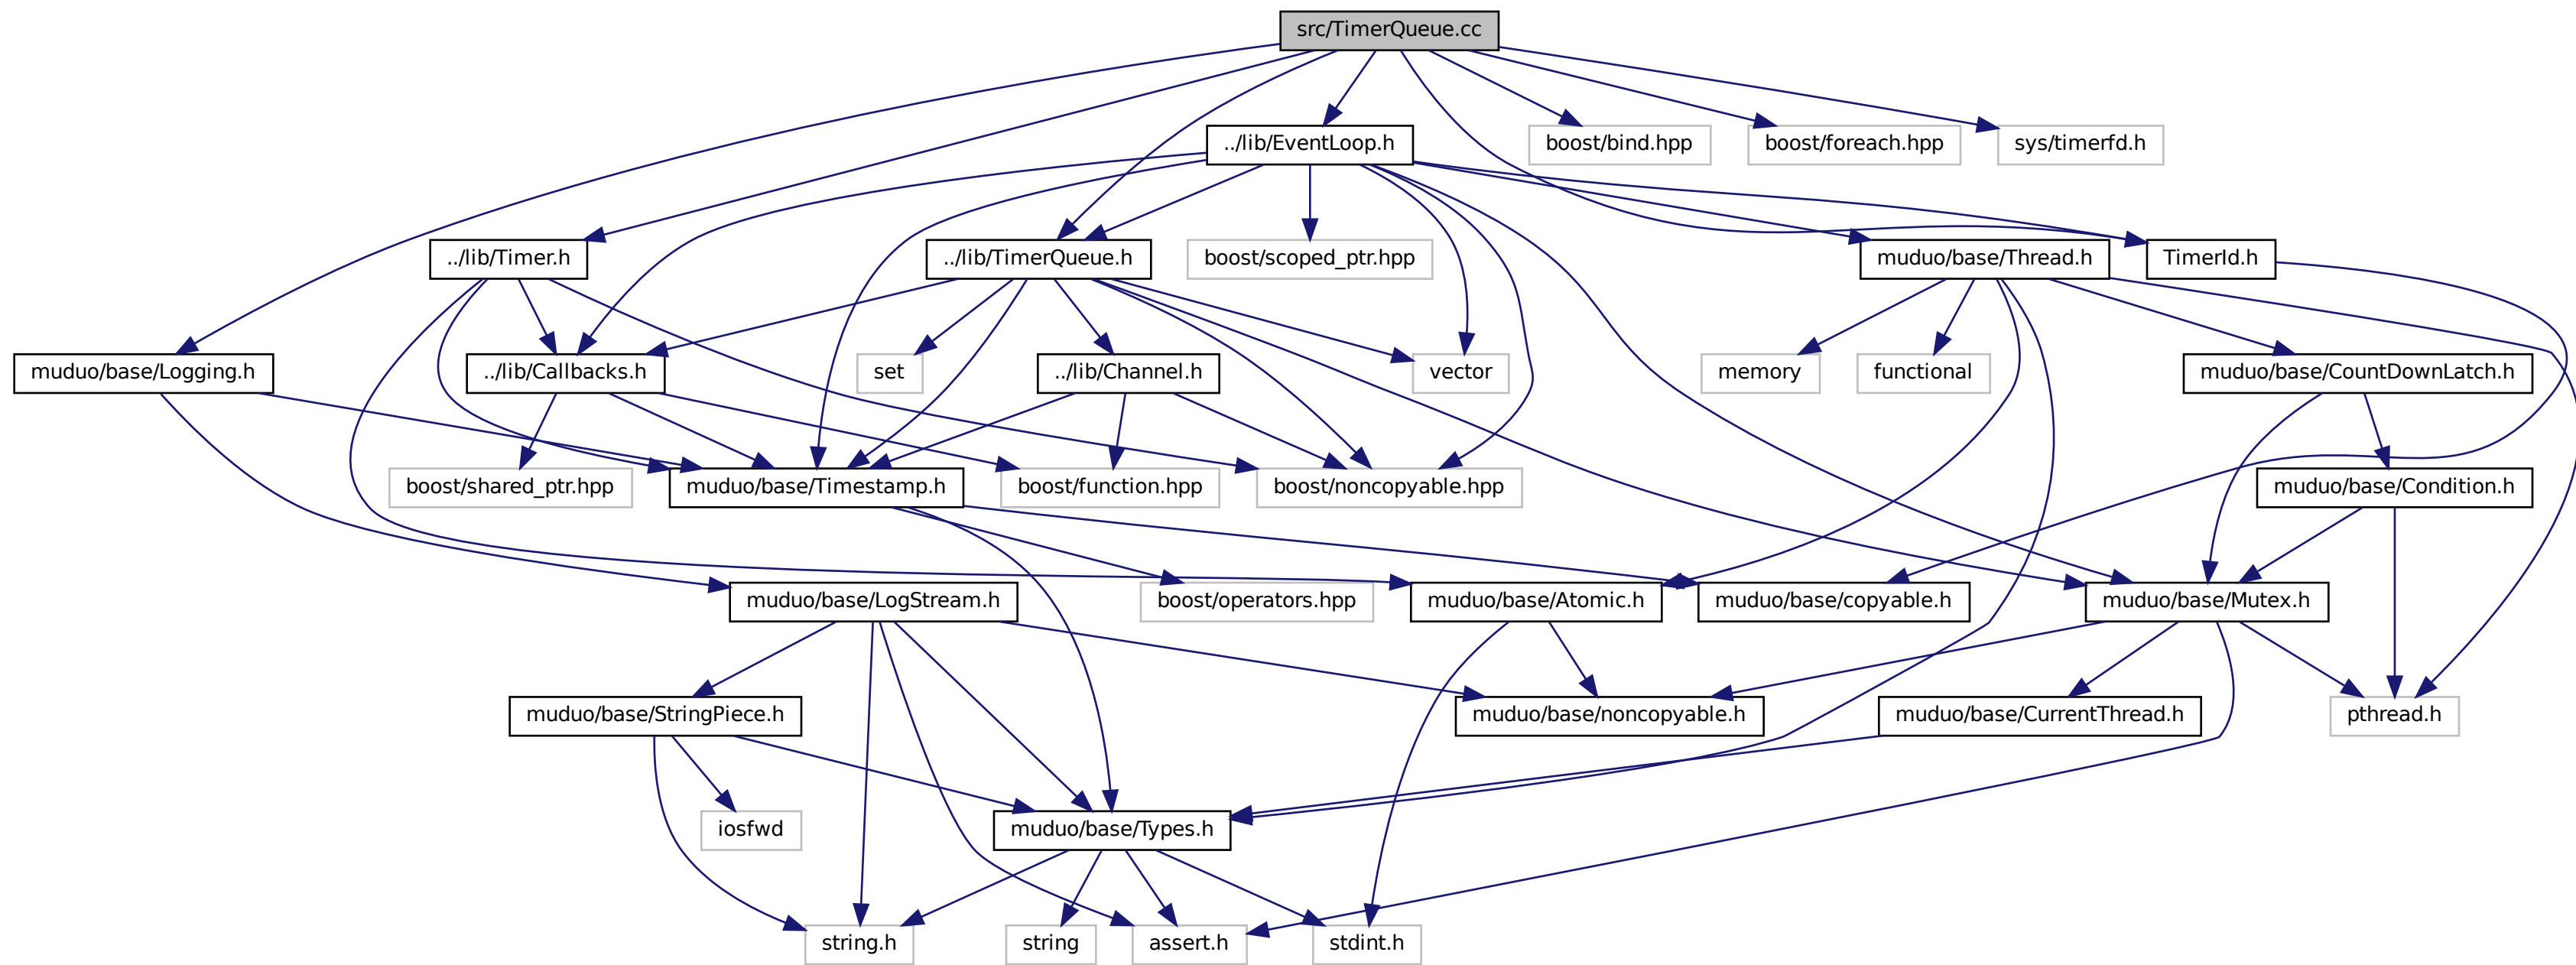 src/TimerQueue.cc
../lib/EventLoop.h
boost/bind.hpp
boost/foreach.hpp
sys/timerfd.h
../lib/Timer.h
../lib/TimerQueue.h
boost/scoped_ptr.hpp
muduo/base/Thread.h
TimerId.h
muduo/base/Logging.h
../lib/Callbacks.h
set
../lib/Channel.h
vector
memory
functional
muduo/base/CountDownLatch.h
boost/shared_ptr.hpp
muduo/base/Timestamp.h
boost/function.hpp
boost/noncopyable.hpp
muduo/base/Condition.h
muduo/base/LogStream.h
boost/operators.hpp
muduo/base/Atomic.h
muduo/base/copyable.h
muduo/base/Mutex.h
muduo/base/StringPiece.h
muduo/base/noncopyable.h
muduo/base/CurrentThread.h
pthread.h
iosfwd
muduo/base/Types.h
string.h
string
assert.h
stdint.h